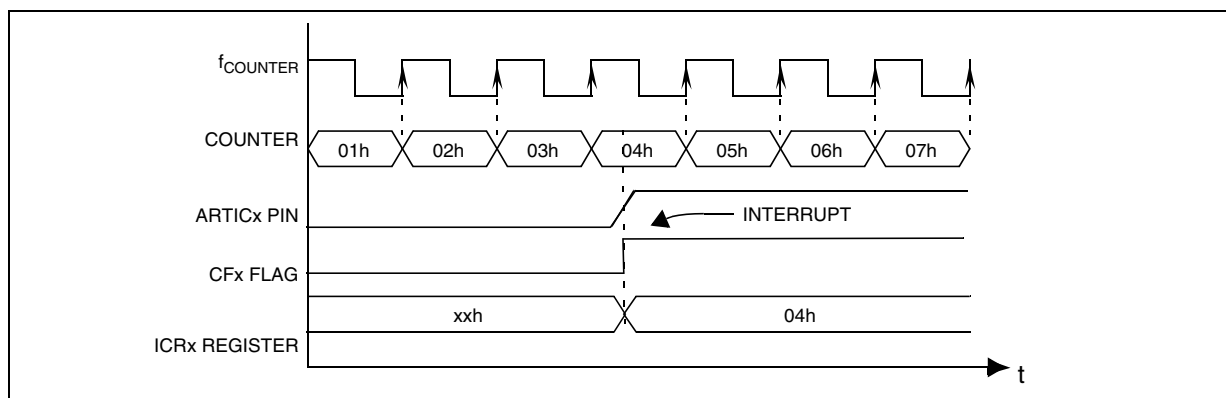 fCOUNTER
COUNTER
01h 02h 03h 04h 05h 06h 07h
ARTICx PIN
INTERRUPT
CFx FLAG
xxh 04h
ICRx REGISTER
t